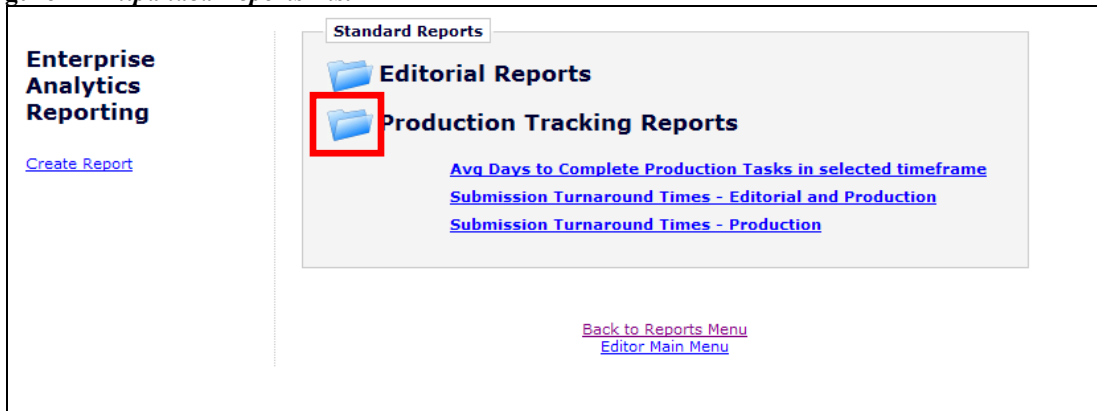 Enterprise
Analytics
Reporting
Create Report
Standard Reports
Editorial Reports
Production Tracking Reports
Avg Days to Complete Production Tasks in selected timeframe
Submission Turnaround Times - Editorial and Production
Submission Turnaround Times - Production
Back to Reports Menu
Editor Main Menu